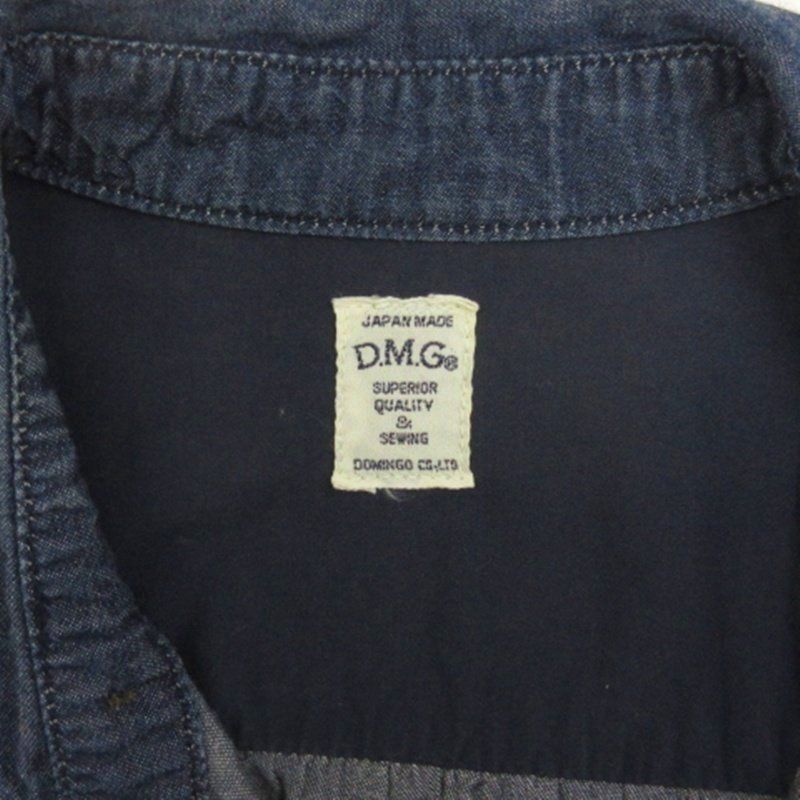 JAPAN MADE
D.M.G®
SUPERIOR
QUALITY
&
SEWING
DOMINGO CO.,LTD